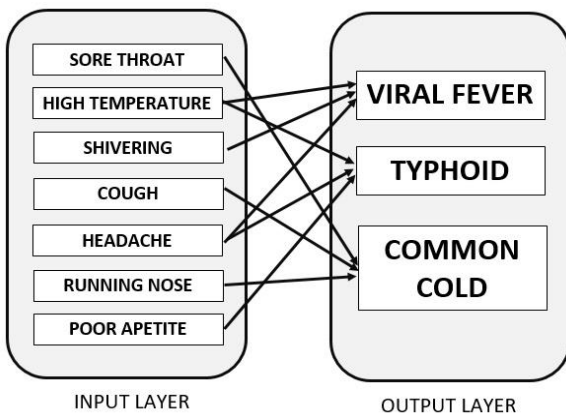 SORE THROAT
HIGH TEMPERATURE
SHIVERING
COUGH
HEADACHE
RUNNING NOSE
POOR APETITE
INPUT LAYER
VIRAL FEVER
TYPHOID
COMMON
COLD
OUTPUT LAYER